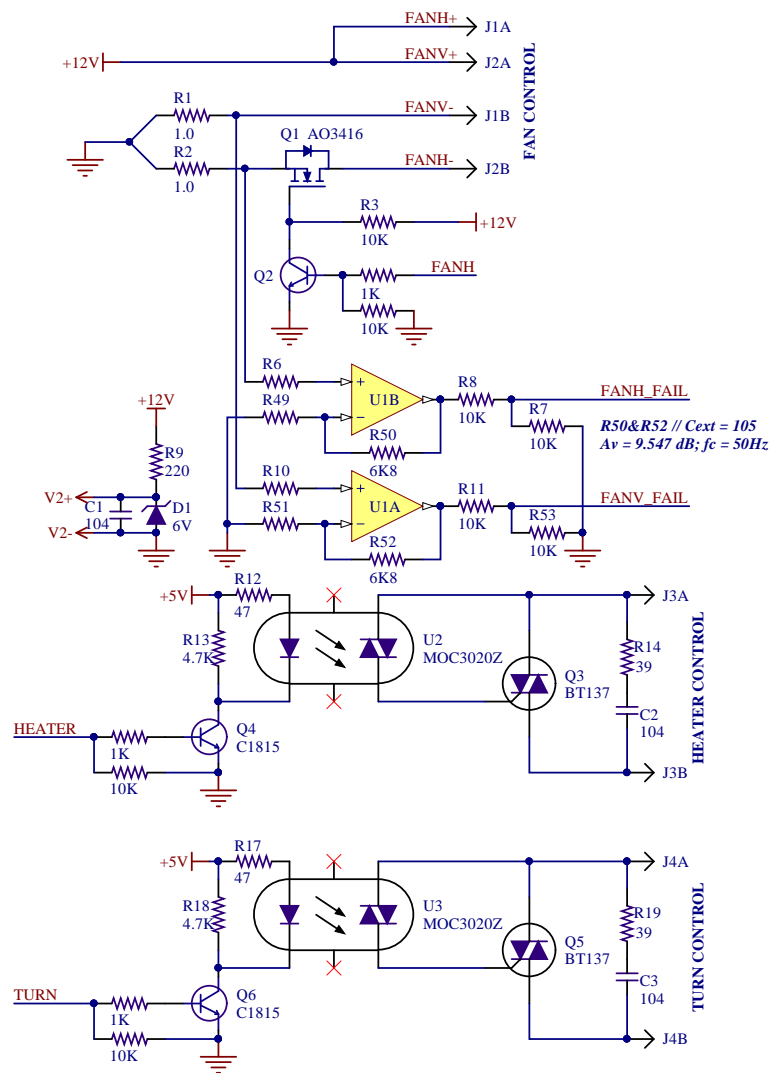 FANH+
J1A
+12V
FANV+
J2A
R1
1.0
FANV-
J1B
R2
1.0
Q1 AO3416
FANH-
J2B
FAN CONTROL
R3
10K
+12V
Q2
FANH
1K
10K
R6
+
U1B
−
R49
R50
6K8
R8
10K
FANH_FAIL
R7
10K
R50&R52 // Cext = 105
Av = 9.547 dB; fc = 50Hz
+12V
R9
220
V2+
C1
104
D1
6V
V2-
R10
+
U1A
−
R51
R52
6K8
R11
10K
FANV_FAIL
R53
10K
+5V
R12
47
R13
4.7K
U2
MOC3020Z
Q3
BT137
R14
39
C2
104
J3A
J3B
HEATER CONTROL
HEATER
1K
10K
Q4
C1815
+5V
R17
47
R18
4.7K
U3
MOC3020Z
Q5
BT137
R19
39
C3
104
J4A
J4B
TURN CONTROL
TURN
1K
10K
Q6
C1815